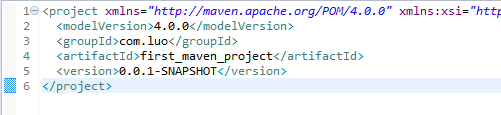 1 <project xmlns="http://maven.apache.org/POM/4.0.0" xmlns:xsi="htt
2 <modelVersion>4.0.0</modelVersion>
3 <groupId>com.luo</groupId>
4 <artifactId>first_maven_project</artifactId>
5 <version>0.0.1-SNAPSHOT</version>
6 </project>